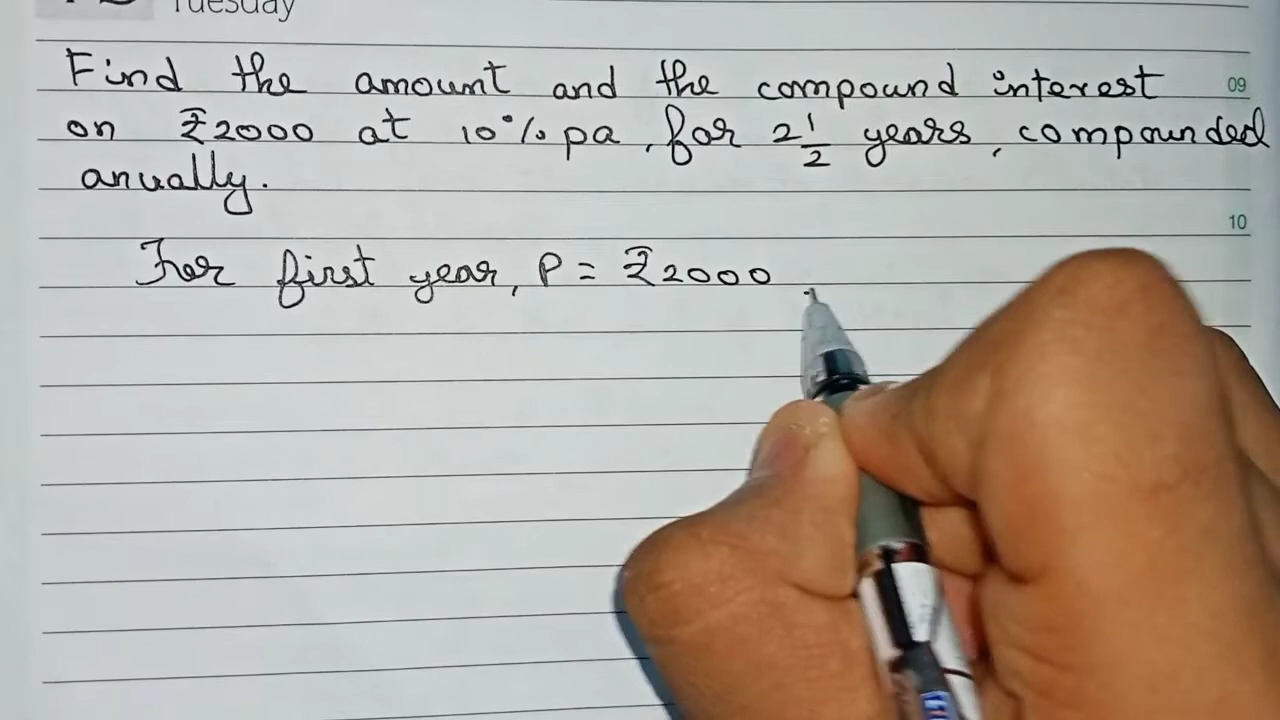 Tuesday
Find the amount and the compound interest
09
on ₹2000 at 10% pa, for 2 1/2 years, compounded
anually.
10
For first year, P = ₹2000